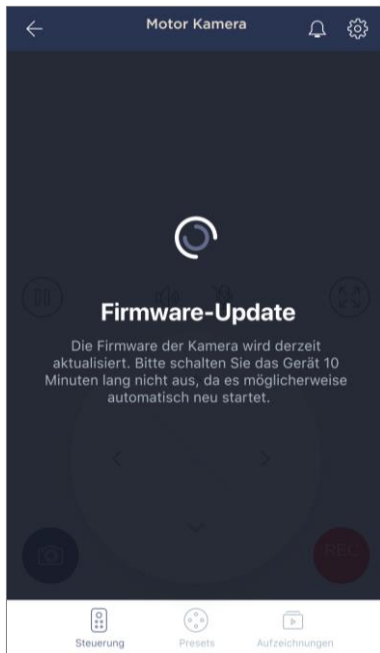 Motor Kamera
Firmware-Update
Die Firmware der Kamera wird derzeit
aktualisiert. Bitte schalten Sie das Gerät 10
Minuten lang nicht aus, da es möglicherweise
automatisch neu startet.
REC
Steuerung
Presets
Aufzeichnungen